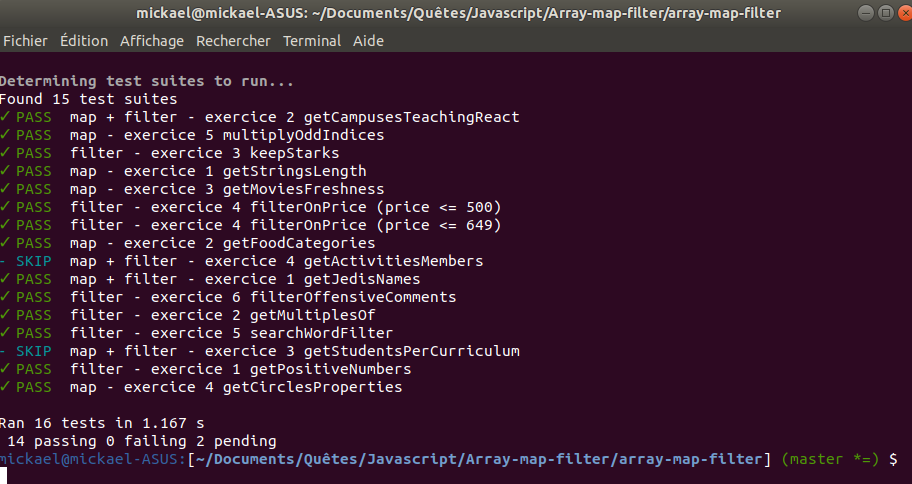 mickael@mickael-ASUS: ~/Documents/Quêtes/Javascript/Array-map-filter/array-map-filter
Fichier Édition Affichage Rechercher Terminal Aide
Determining test suites to run...
Found 15 test suites
✓ PASS map + filter - exercice 2 getCampusesTeachingReact
✓ PASS map - exercice 5 multiplyOddIndices
✓ PASS filter - exercice 3 keepStarks
✓ PASS map - exercice 1 getStringsLength
✓ PASS map - exercice 3 getMoviesFreshness
✓ PASS filter - exercice 4 filterOnPrice (price <= 500)
✓ PASS filter - exercice 4 filterOnPrice (price <= 649)
✓ PASS map - exercice 2 getFoodCategories
- SKIP map + filter - exercice 4 getActivitiesMembers
✓ PASS map + filter - exercice 1 getJedisNames
✓ PASS filter - exercice 6 filterOffensiveComments
✓ PASS filter - exercice 2 getMultiplesOf
✓ PASS filter - exercice 5 searchWordFilter
- SKIP map + filter - exercice 3 getStudentsPerCurriculum
✓ PASS filter - exercice 1 getPositiveNumbers
✓ PASS map - exercice 4 getCirclesProperties
Ran 16 tests in 1.167 s
14 passing 0 failing 2 pending
mickael@mickael-ASUS:[~/Documents/Quêtes/Javascript/Array-map-filter/array-map-filter] (master *=) $